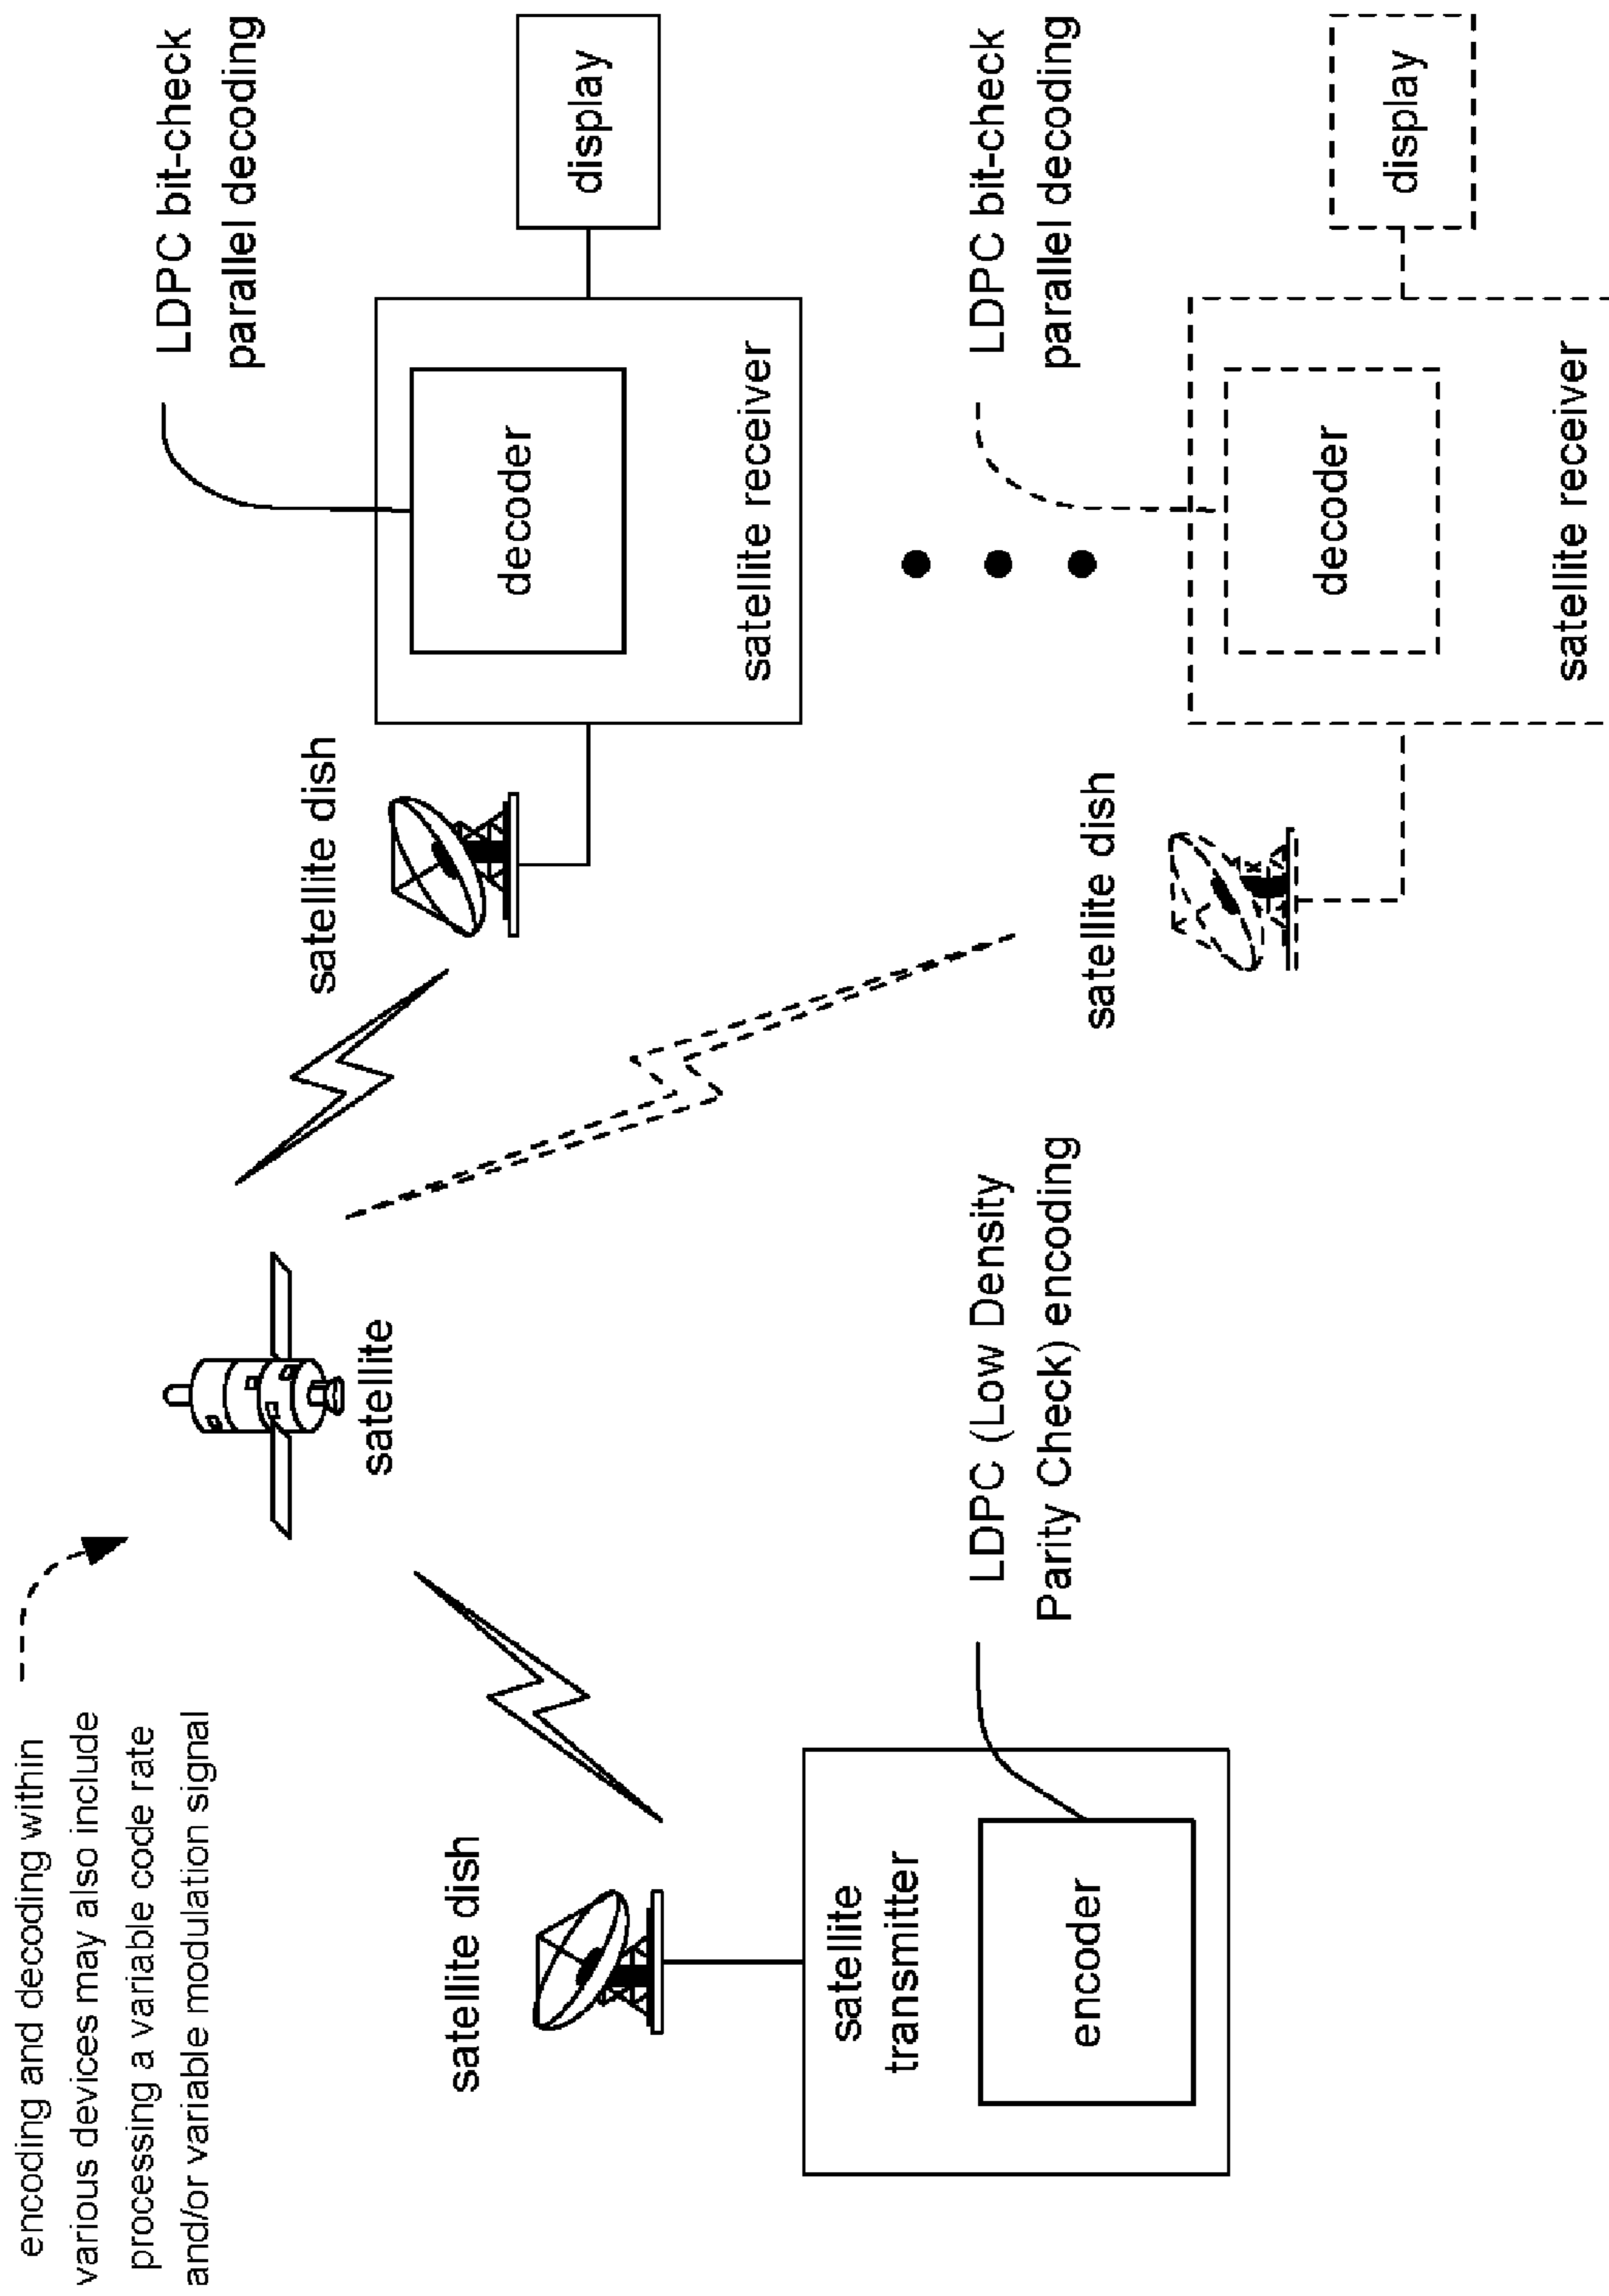 encoding and decoding within
various devices may also include
processing a variable code rate
and/or variable modulation signal
satellite
satellite dish
LDPC bit-check
parallel decoding
decoder
satellite receiver
display
satellite dish
satellite
transmitter
encoder
LDPC (Low Density
Parity Check) encoding
satellite dish
LDPC bit-check
parallel decoding
decoder
satellite receiver
display